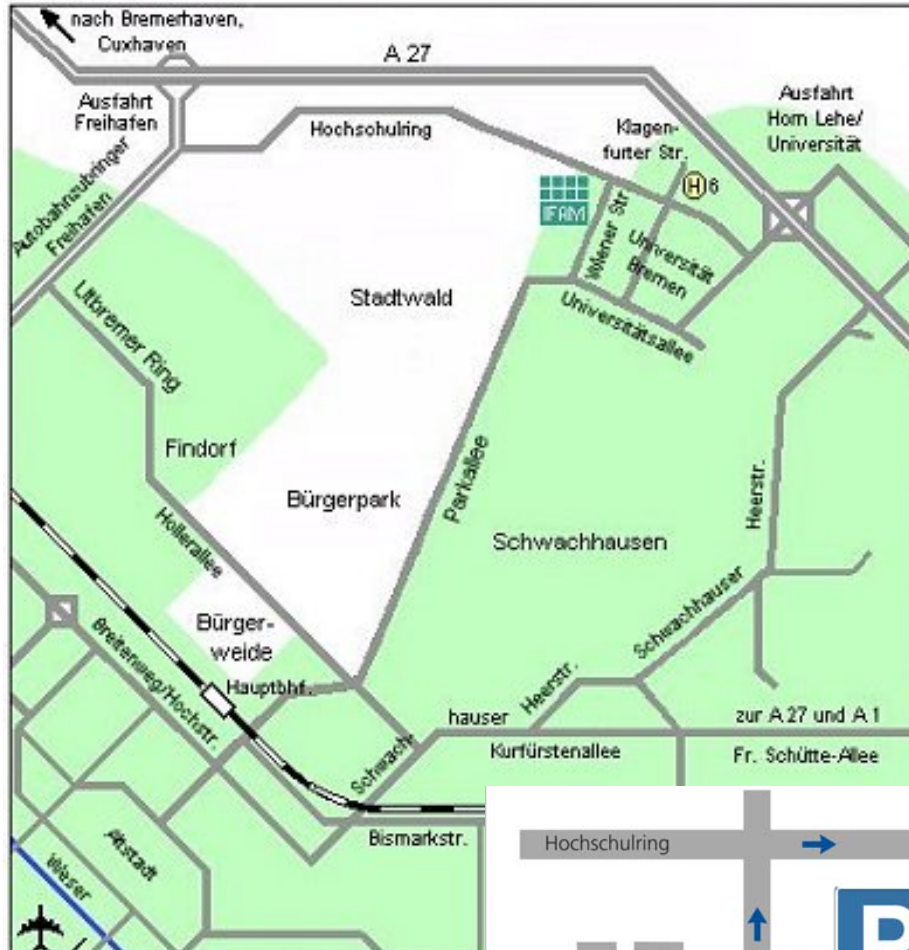 nach Bremerhaven,
Cuxhaven
A 27
Ausfahrt
Freihafen
Ausfahrt
Horn Lehe/
Universität
Hochschulring
Klagen-
furter Str.
H 6
IFAM
Autobahnzubringer
Freihafen
Wiener Str.
Universität
Bremen
Stadtwald
Universitätsallee
Utbremer Ring
Findorf
Parkallee
Heerstr.
Bürgerpark
Hollerallee
Schwachhausen
Schwachhauser
Bürger-
weide
Breitenweg/Hochstr.
Hauptbhf.
Heerstr.
hauser
zur A 27 und A 1
Schwach-
Kurfürstenallee
Fr. Schütte-Allee
Bismarkstr.
Altstadt
Weser
Hochschulring
P